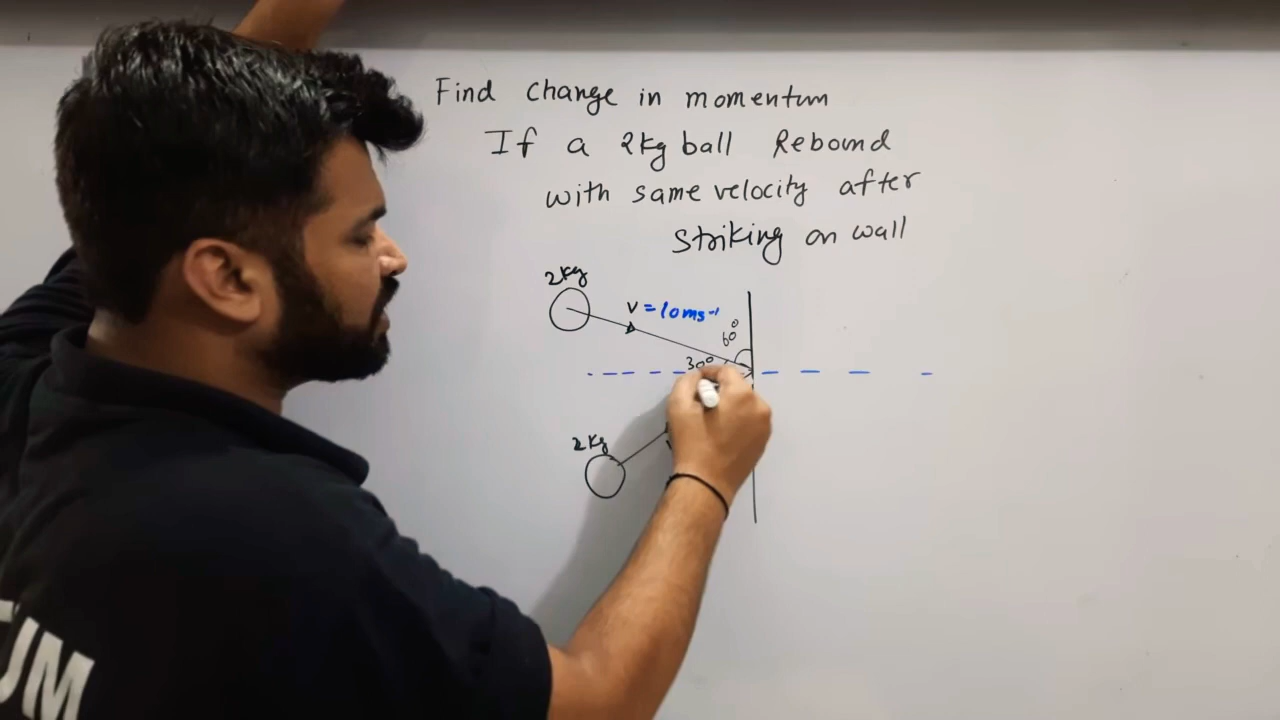 Find change in momentum
If a 2kg ball Rebound
with same velocity after
Striking on wall
2kg
V = 10ms⁻¹
60°
30°
2kg
UM